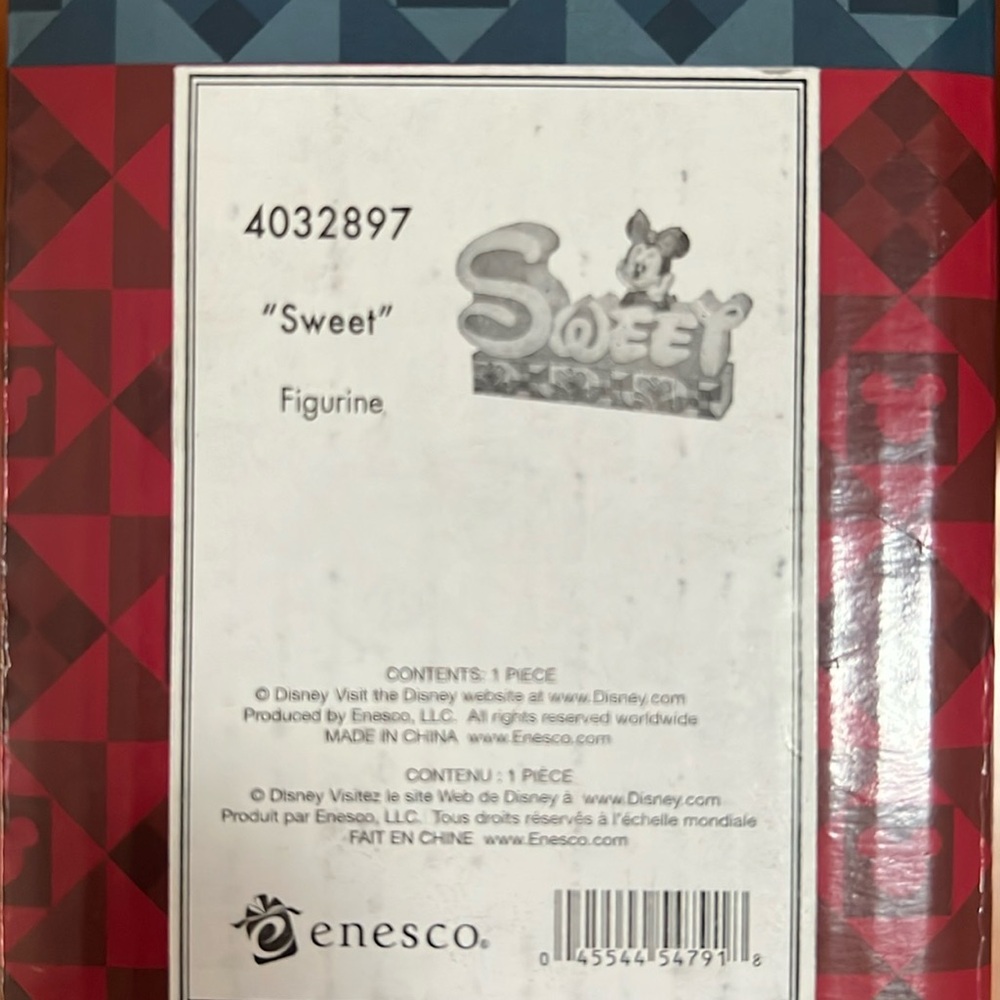 4032897
"Sweet"
Figurine
SWEET
CONTENTS: 1 PIECE
© Disney Visit the Disney website at www.Disney.com
Produced by Enesco, LLC. All rights reserved worldwide
MADE IN CHINA www.Enesco.com
CONTENU : 1 PIÈCE
© Disney Visitez le site Web de Disney à www.Disney.com
Produit par Enesco, LLC. Tous droits réservés à l'échelle mondiale
FAIT EN CHINE www.Enesco.com
enesco®
0 45544 54791 8